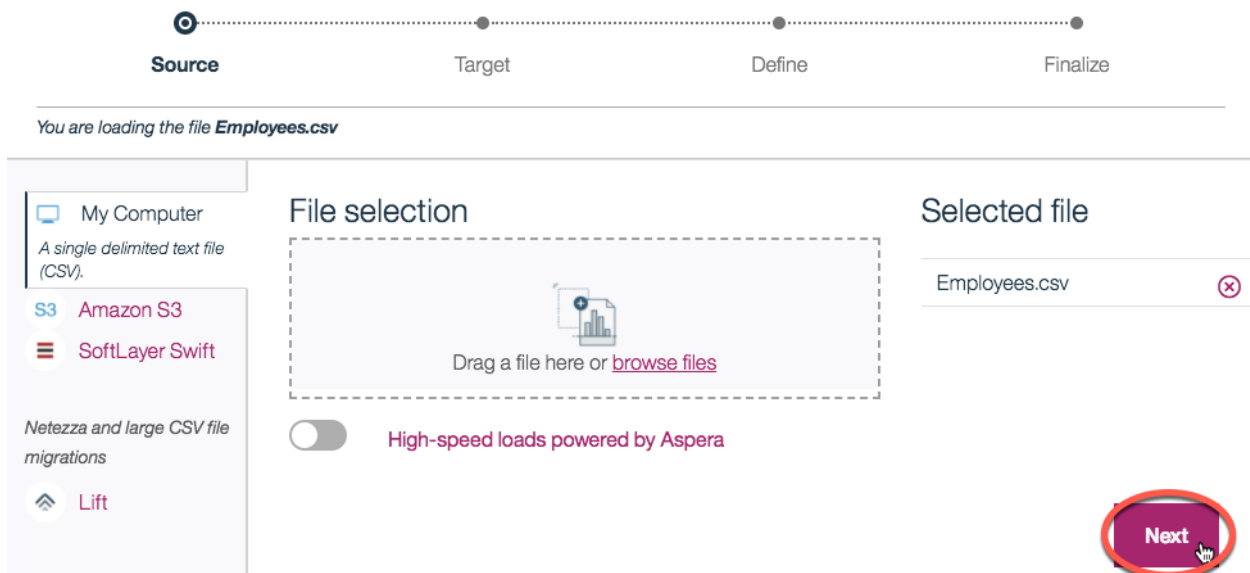 Source
Target
Define
Finalize
You are loading the file Employees.csv
My Computer
A single delimited text file
(CSV).
S3 Amazon S3
SoftLayer Swift
Netezza and large CSV file
migrations
Lift
File selection
Drag a file here or browse files
High-speed loads powered by Aspera
Selected file
Employees.csv
Next